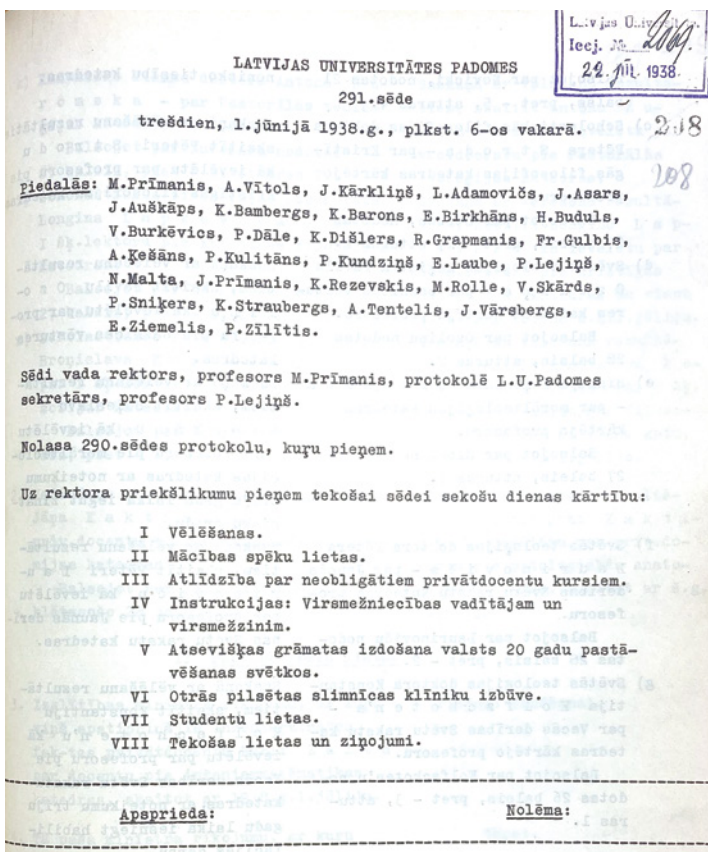 Latvijas Univers
Ieej. №
22. VII. 1938.
LATVIJAS UNIVERSITĀTES PADOMES
291.sēde
trešdien, 1.jūnijā 1938.g., plkst. 6-os vakarā.
208
208
Piedalās: M.Prīmanis, A.Vītols, J.Kārkliņš, L.Adamovičs, J.Asars,
J.Auškāps, K.Bambergs, K.Barons, E.Birkhāns, H.Buduls,
V.Burkēvics, P.Dāle, K.Dišlers, R.Grapmanis, Fr.Gulbis,
A.Ķešāns, P.Kulitāns, P.Kundziņš, E.Laube, P.Lejiņš,
P.Mucenieks, J.Prīmanis, K.Rezevskis, M.Rolle, V.Skārds,
P.Sniķers, K.Straubergs, A.Tentelis, J.Vārsbergs,
E.Ziemelis, P.Zīlītis.
Sēdi vada rektors, profesors M.Prīmanis, protokolē L.U.Padomes
sekretārs, profesors P.Lejiņš.
Nolasa 290.sēdes protokolu, kuŗu pieņem.
Uz rektora priekšlikumu pieņem tekošai sēdei sekošu dienas kārtību:
I Vēlēšanas.
II Mācības spēku lietas.
III Atlīdzība par neobligātiem privātdocentu kursiem.
IV Instrukcijas: Virsmežniecības vadītājam un
virsmežzinim.
V Atsevišķas grāmatas izdošana valsts 20 gadu pastā-
vēšanas svētkos.
VI Otrās pilsētas slimnīcas klīniku izbūve.
VII Studentu lietas.
VIII Tekošas lietas un ziņojumi.
Apsprieda: Nolēma: